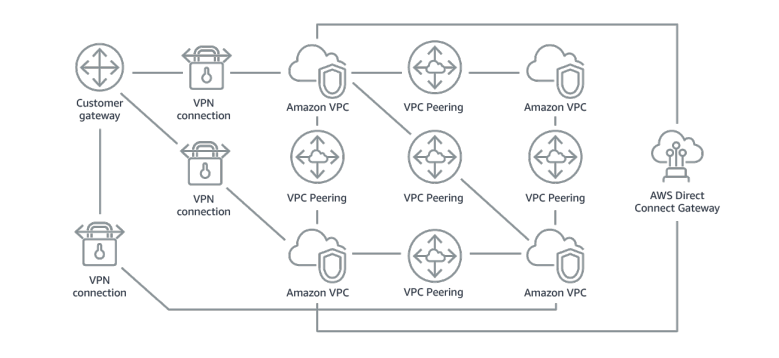 Customer
gateway
VPN
connection
Amazon VPC
VPC Peering
Amazon VPC
VPN
connection
VPC Peering
VPC Peering
VPC Peering
AWS Direct
Connect Gateway
VPN
connection
Amazon VPC
VPC Peering
Amazon VPC